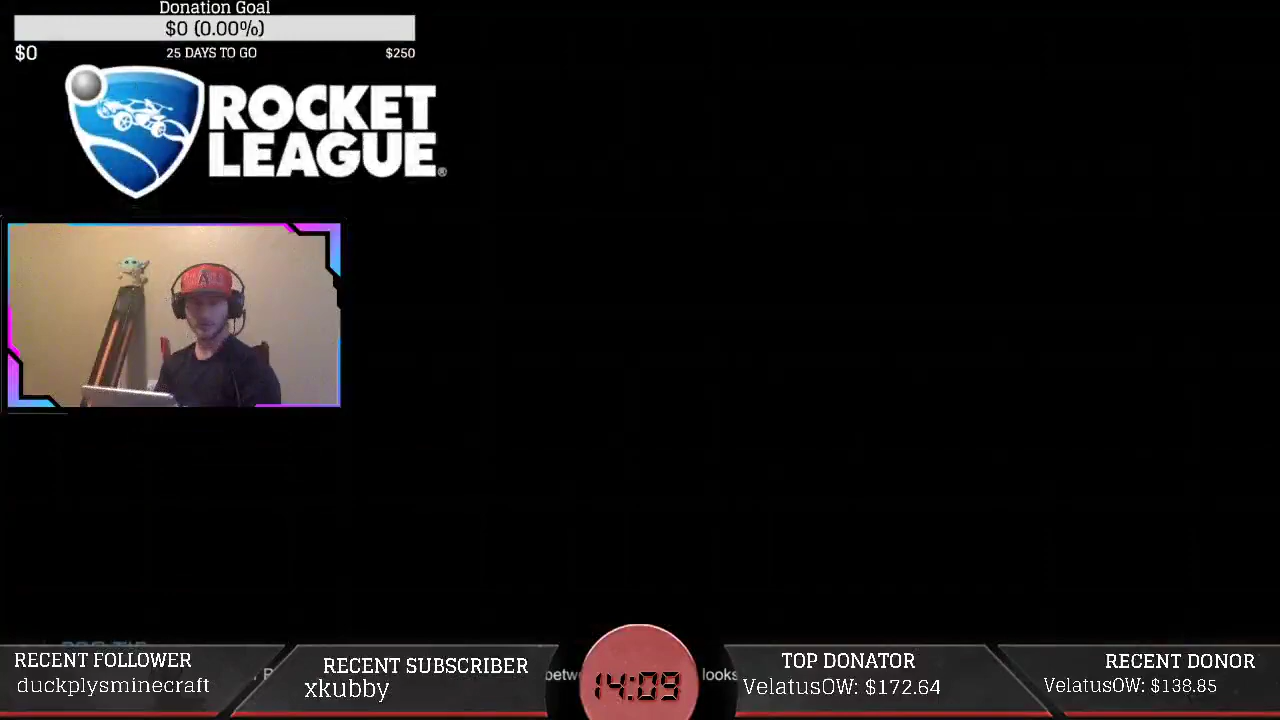 Donation Goal
$0 (0.00%)
$0 25 DAYS TO GO $250
ROCKET
LEAGUE®
RECENT FOLLOWER
duckplysminecraft
RECENT SUBSCRIBER
xkubby
14:09
looks
TOP DONATOR
VelatusOW: $172.64
RECENT DONOR
VelatusOW: $138.85